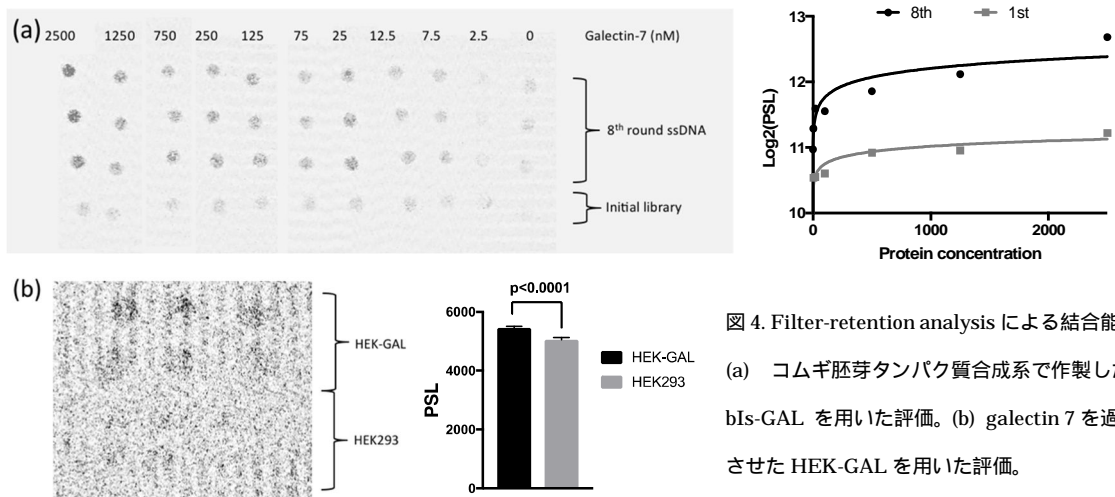 (a)
2500 1250 750 250 125 75 25 12.5 7.5 2.5 0 Galectin-7 (nM)
8th round ssDNA
Initial library
8th 1st
13
12
11
10
Log2(PSL)
0 1000 2000
Protein concentration
(b)
HEK-GAL
HEK293
p<0.0001
6000
4000
2000
0
PSL
HEK-GAL
HEK293
図 4. Filter-retention analysis による結合能
(a) コムギ胚芽タンパク質合成系で作製し
bIs-GAL を用いた評価。(b) galectin 7 を過
させた HEK-GAL を用いた評価。